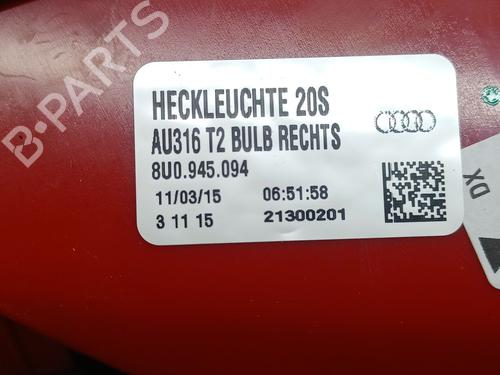 B-PARTS
HECKLEUCHTE 20S
AU316 T2 BULB RECHTS
8U0.945.094
11/03/15 06:51:58
3 11 15 21300201
DX